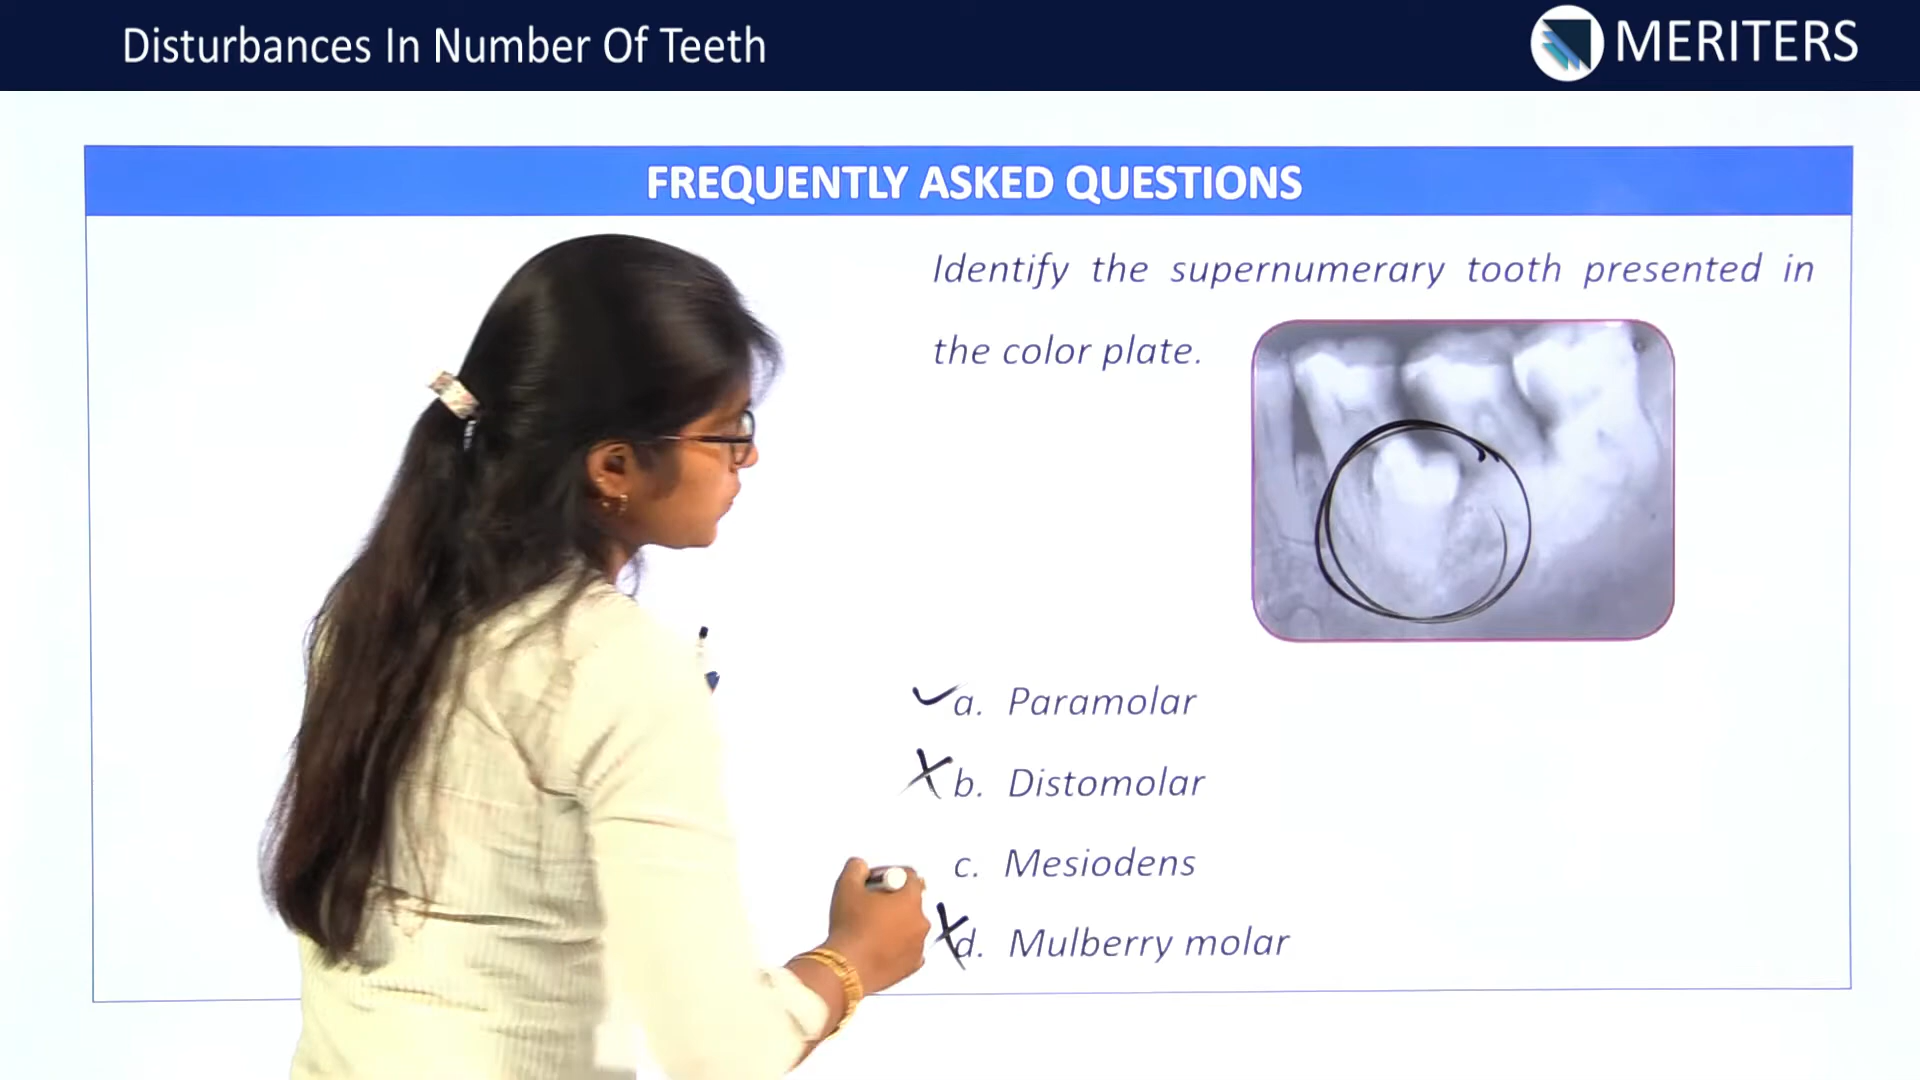 Disturbances In Number Of Teeth
MERITERS
FREQUENTLY ASKED QUESTIONS
Identify the supernumerary tooth presented in
the color plate.
a. Paramolar
b. Distomolar
c. Mesiodens
d. Mulberry molar